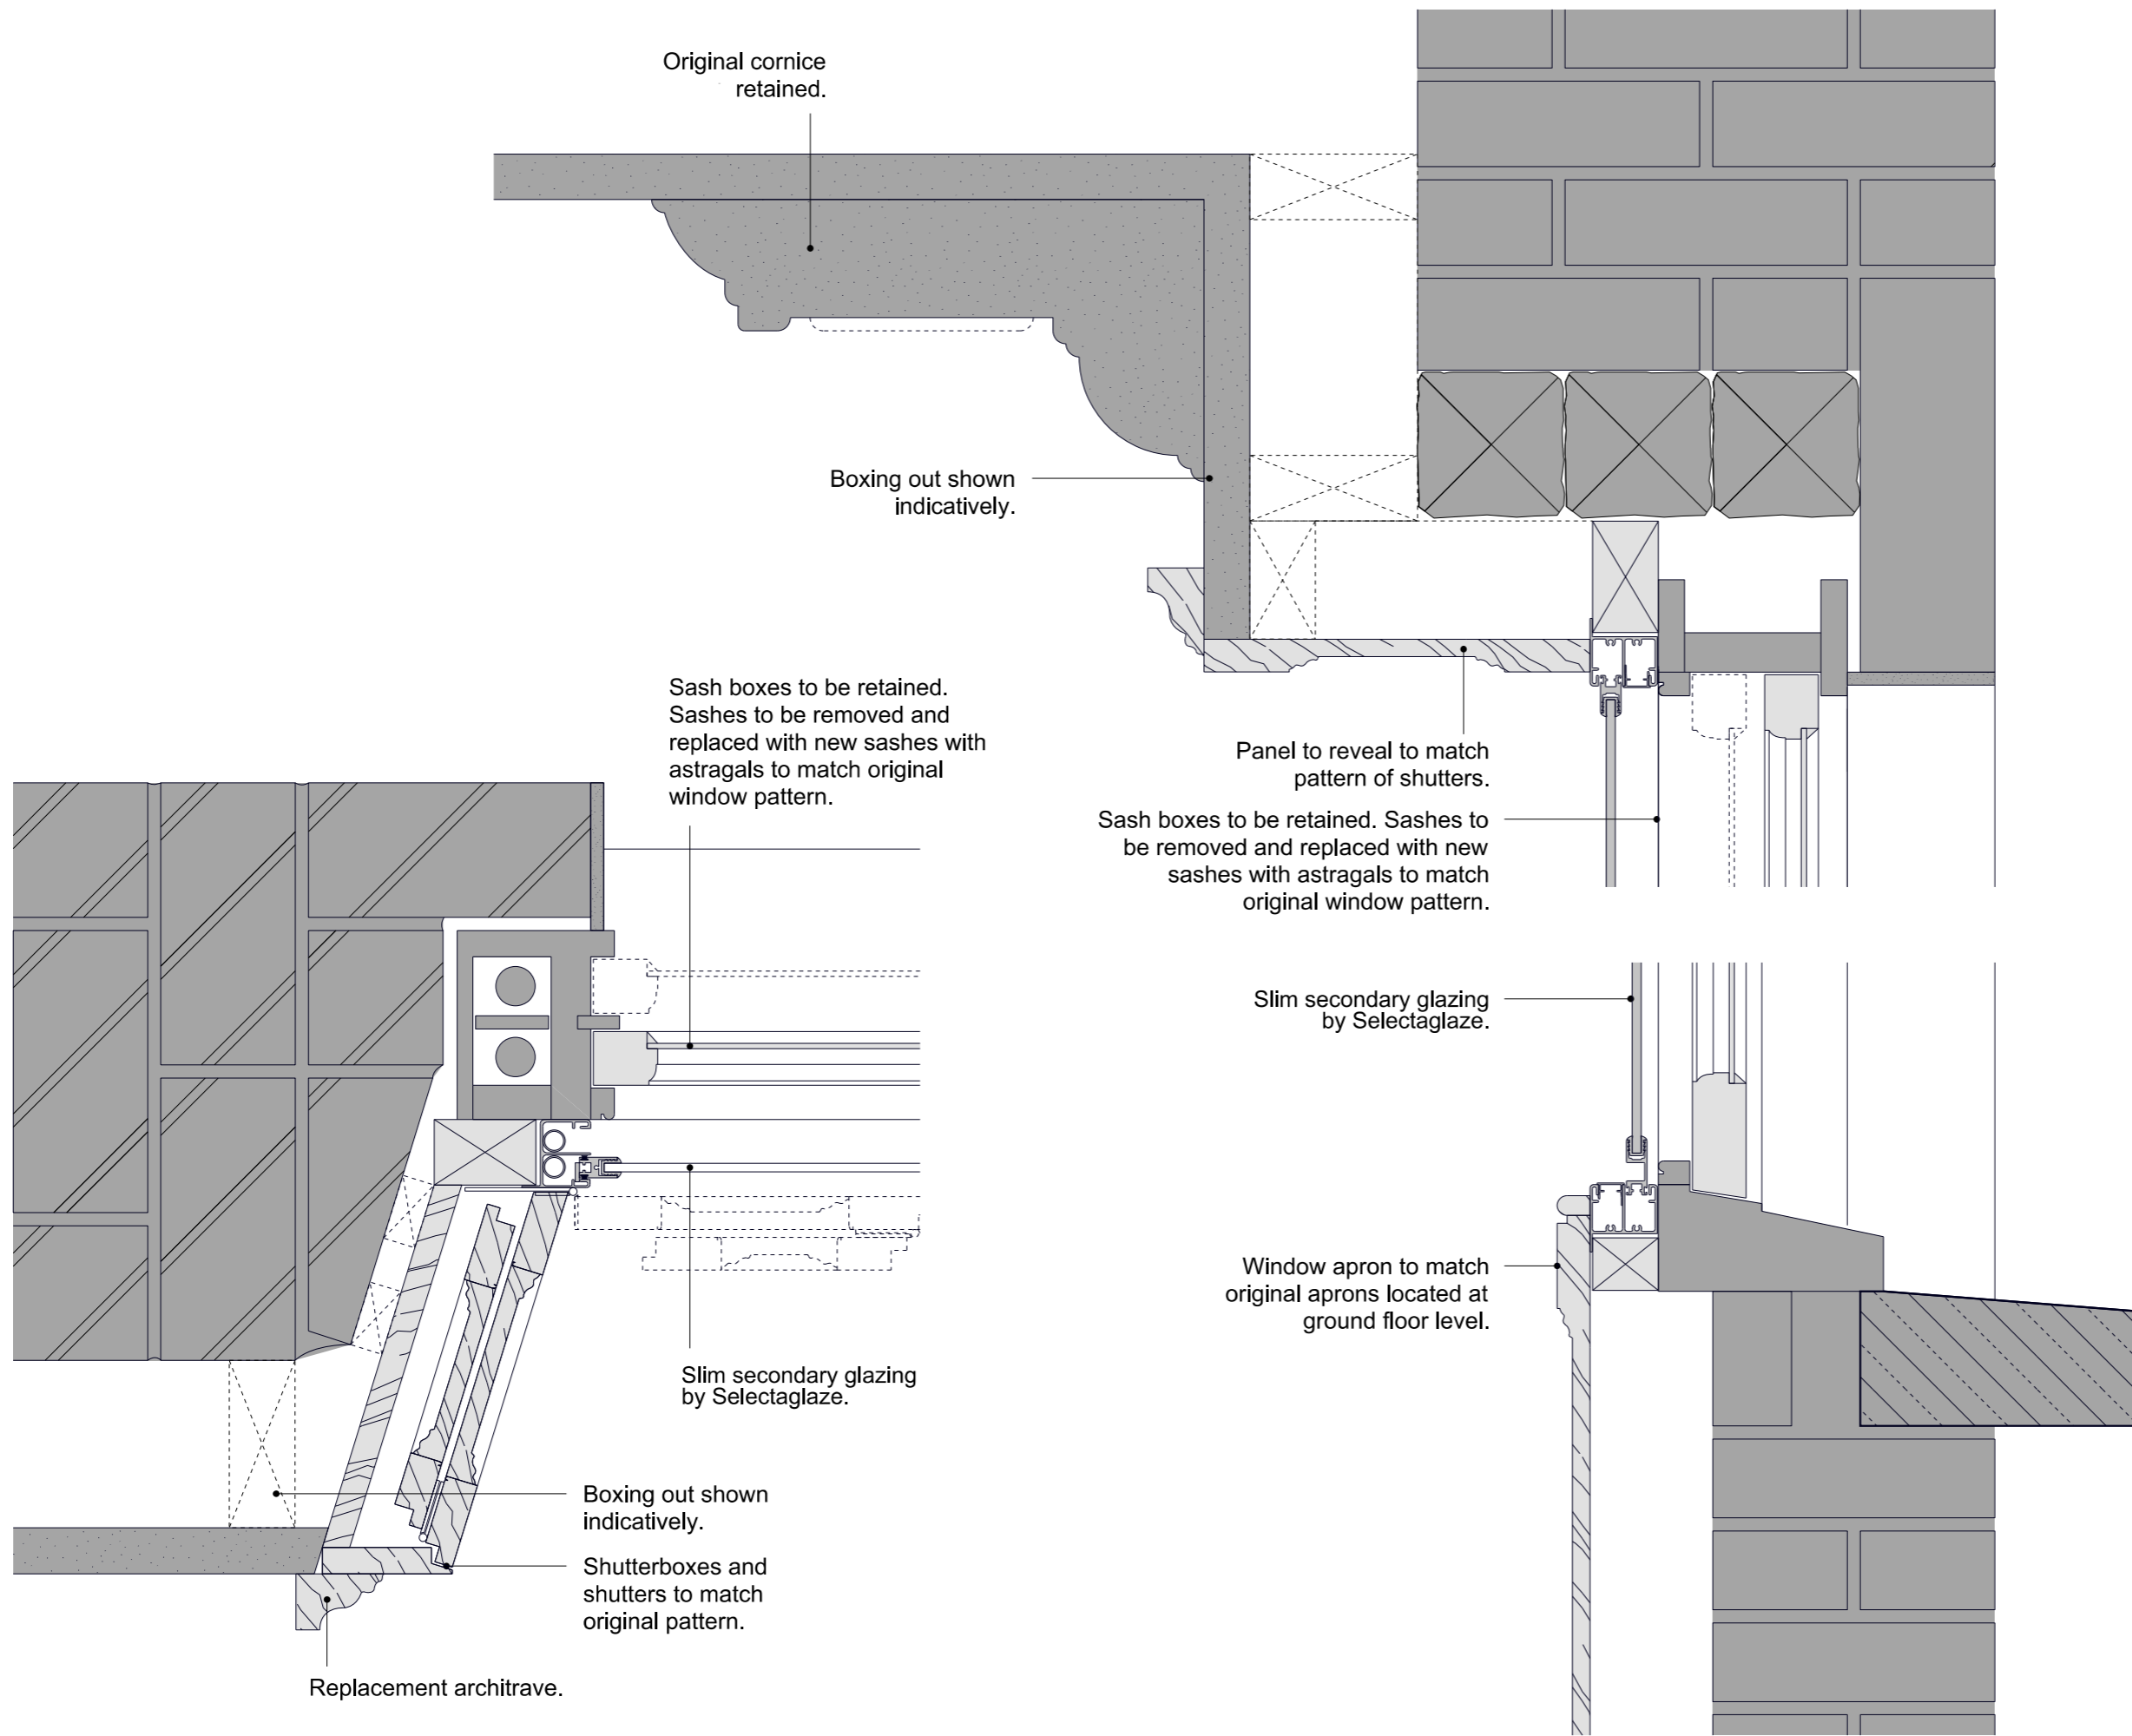 Original cornice
retained.
Boxing out shown
indicatively.
Sash boxes to be retained.
Sashes to be removed and
replaced with new sashes with
astragals to match original
window pattern.
Panel to reveal to match
pattern of shutters.
Sash boxes to be retained. Sashes to
be removed and replaced with new
sashes with astragals to match
original window pattern.
Slim secondary glazing
by Selectaglaze.
Window apron to match
original aprons located at
ground floor level.
Slim secondary glazing
by Selectaglaze.
Boxing out shown
indicatively.
Shutterboxes and
shutters to match
original pattern.
Replacement architrave.